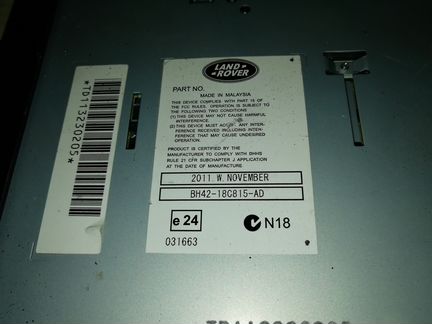 *TD113230205*
LAND
ROVER
PART NO.
MADE IN MALAYSIA
THIS DEVICE COMPLIES WITH PART 15 OF
THE FCC RULES. OPERATION IS SUBJECT TO
THE FOLLOWING TWO CONDITIONS
(1) THIS DEVICE MAY NOT CAUSE HARMFUL
INTERFERENCE.
(2) THIS DEVICE MUST ACCEPT ANY INTER-
FERENCE RECEIVED INCLUDING INTER-
FERENCE THAT MAY CAUSE UNDESIRABLE
OPERATION.
PRODUCT IS CERTIFIED BY THE
MANUFACTURER TO COMPLY WITH DHHS
RULE 21 CFR SUBCHAPTER J APPLICATION
AT THE DATE OF MANUFACTURE.
2011. W. NOVEMBER
BH42-18C815-AD
e 24
N18
031663